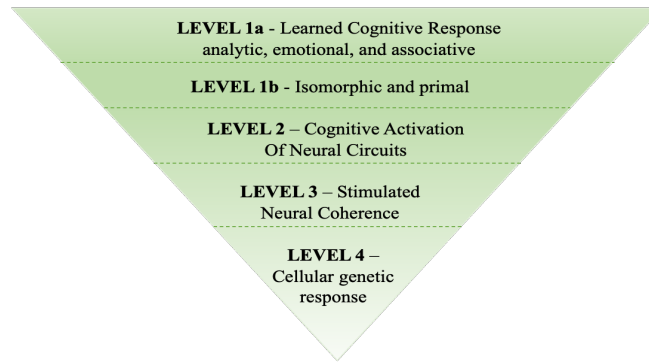 LEVEL 1a - Learned Cognitive Response
analytic, emotional, and associative
LEVEL 1b - Isomorphic and primal
LEVEL 2 – Cognitive Activation
Of Neural Circuits
LEVEL 3 – Stimulated
Neural Coherence
LEVEL 4 –
Cellular genetic
response